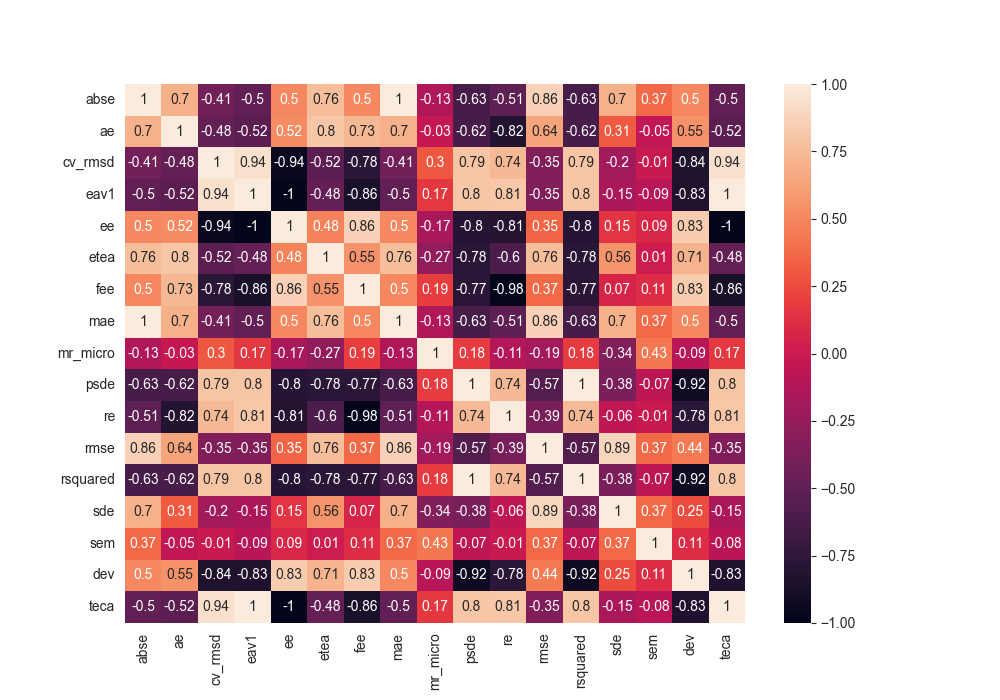 abse 1 0.7 -0.41 -0.5 0.5 0.76 0.5 1 -0.13 -0.63 -0.51 0.86 -0.63 0.7 0.37 0.5 -0.5
ae 0.7 1 -0.48 -0.52 0.52 0.8 0.73 0.7 -0.03 -0.62 -0.82 0.64 -0.62 0.31 -0.05 0.55 -0.52
cv_rmsd -0.41 -0.48 1 0.94 -0.94 -0.52 -0.78 -0.41 0.3 0.79 0.74 -0.35 0.79 -0.2 -0.01 -0.84 0.94
eav1 -0.5 -0.52 0.94 1 -1 -0.48 -0.86 -0.5 0.17 0.8 0.81 -0.35 0.8 -0.15 -0.09 -0.83 1
ee 0.5 0.52 -0.94 -1 1 0.48 0.86 0.5 -0.17 -0.8 -0.81 0.35 -0.8 0.15 0.09 0.83 -1
etea 0.76 0.8 -0.52 -0.48 0.48 1 0.55 0.76 -0.27 -0.78 -0.6 0.76 -0.78 0.56 0.01 0.71 -0.48
fee 0.5 0.73 -0.78 -0.86 0.86 0.55 1 0.5 0.19 -0.77 -0.98 0.37 -0.77 0.07 0.11 0.83 -0.86
mae 1 0.7 -0.41 -0.5 0.5 0.76 0.5 1 -0.13 -0.63 -0.51 0.86 -0.63 0.7 0.37 0.5 -0.5
mr_micro -0.13 -0.03 0.3 0.17 -0.17 -0.27 0.19 -0.13 1 0.18 -0.11 -0.19 0.18 -0.34 0.43 -0.09 0.17
psde -0.63 -0.62 0.79 0.8 -0.8 -0.78 -0.77 -0.63 0.18 1 0.74 -0.57 1 -0.38 -0.07 -0.92 0.8
re -0.51 -0.82 0.74 0.81 -0.81 -0.6 -0.98 -0.51 -0.11 0.74 1 -0.39 0.74 -0.06 -0.01 -0.78 0.81
rmse 0.86 0.64 -0.35 -0.35 0.35 0.76 0.37 0.86 -0.19 -0.57 -0.39 1 -0.57 0.89 0.37 0.44 -0.35
rsquared -0.63 -0.62 0.79 0.8 -0.8 -0.78 -0.77 -0.63 0.18 1 0.74 -0.57 1 -0.38 -0.07 -0.92 0.8
sde 0.7 0.31 -0.2 -0.15 0.15 0.56 0.07 0.7 -0.34 -0.38 -0.06 0.89 -0.38 1 0.37 0.25 -0.15
sem 0.37 -0.05 -0.01 -0.09 0.09 0.01 0.11 0.37 0.43 -0.07 -0.01 0.37 -0.07 0.37 1 0.11 -0.08
dev 0.5 0.55 -0.84 -0.83 0.83 0.71 0.83 0.5 -0.09 -0.92 -0.78 0.44 -0.92 0.25 0.11 1 -0.83
teca -0.5 -0.52 0.94 1 -1 -0.48 -0.86 -0.5 0.17 0.8 0.81 -0.35 0.8 -0.15 -0.08 -0.83 1
abse ae cv_rmsd eav1 ee etea fee mae mr_micro psde re rmse rsquared sde sem dev teca
1.00
0.75
0.50
0.25
0.00
−0.25
−0.50
−0.75
−1.00